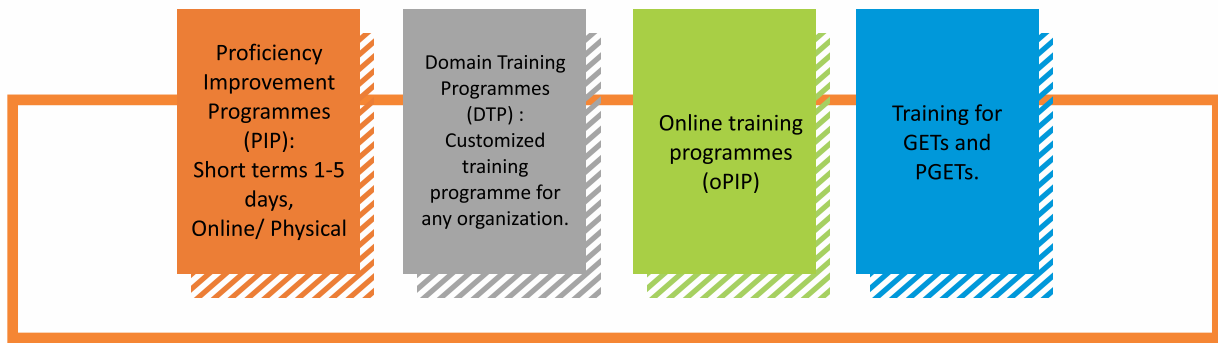 Proficiency
Improvement
Programmes
(PIP):
Short terms 1-5
days,
Online/ Physical
Domain Training
Programmes
(DTP) :
Customized
training
programme for
any organization.
Online training
programmes
(oPIP)
Training for
GETs and
PGETs.